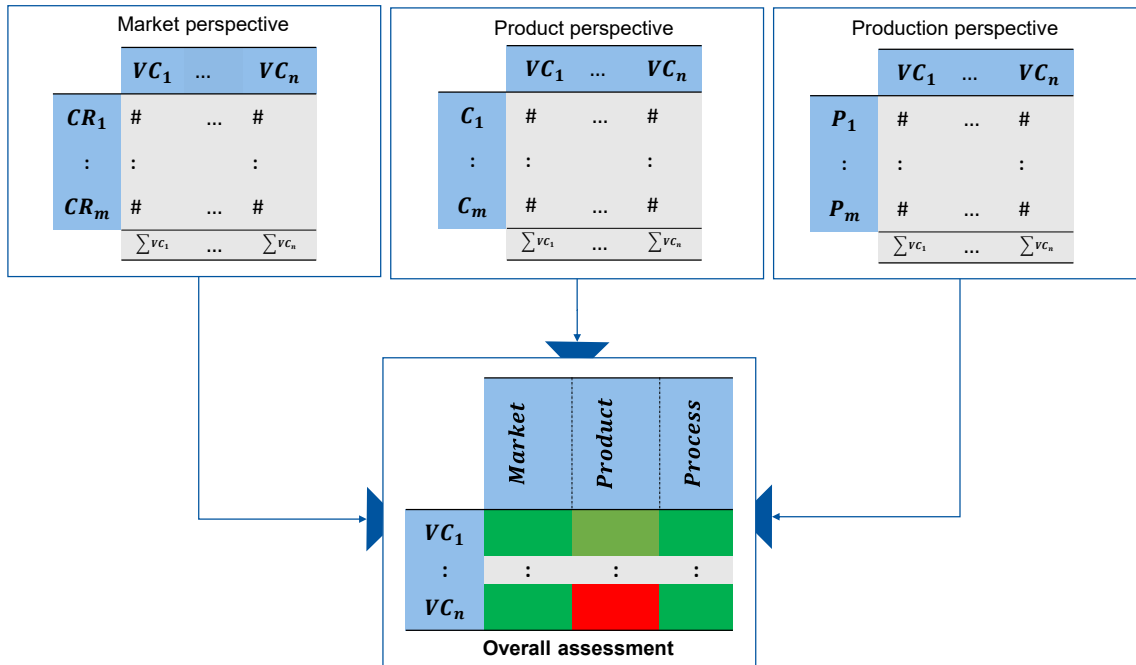 Market perspective
VC₁ ... VCₙ
CR₁ # ... #
: : :
CRₘ # ... #
∑VC₁ ... ∑VCₙ
Product perspective
VC₁ ... VCₙ
C₁ # ... #
: : :
Cₘ # ... #
∑VC₁ ... ∑VCₙ
Production perspective
VC₁ ... VCₙ
P₁ # ... #
: : :
Pₘ # ... #
∑VC₁ ... ∑VCₙ
Market Product Process
VC₁
: : : :
VCₙ
Overall assessment